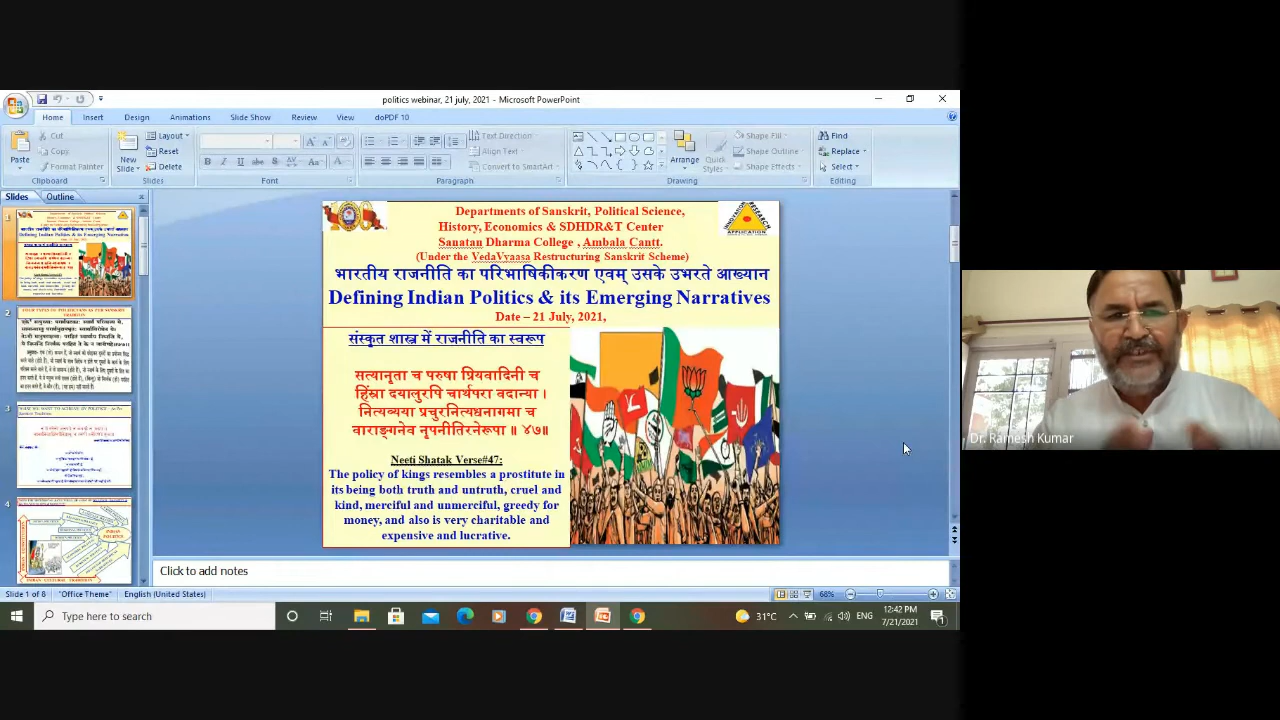 politics webinar, 21 july, 2021 - Microsoft PowerPoint
Home Insert Design Animations Slide Show Review View doPDF 10
Paste
Cut
Copy
Format Painter
Clipboard
New Slide
Layout
Reset
Delete
Slides
Font
Text Direction
Align Text
Convert to SmartArt
Paragraph
Arrange
Quick Styles
Shape Fill
Shape Outline
Shape Effects
Drawing
Find
Replace
Select
Editing
Slides Outline
1
2
3
4
Departments of Sanskrit, Political Science,
History, Economics & SDHDR&T Center
Sanatan Dharma College , Ambala Cantt.
(Under the VedaVyaasa Restructuring Sanskrit Scheme)
APPLICATION
भारतीय राजनीति का परिभाषिकीकरण एवम् उसके उभरते आख्यान
Defining Indian Politics & its Emerging Narratives
Date – 21 July, 2021,
संस्कृत शास्त्र में राजनीति का स्वरूप
सत्यानृता च परुषा प्रियवादिनी च
हिंस्रा दयालुरपि चार्थपरा वदान्या ।
नित्यव्यया प्रचुरनित्यधनागमा च
वाराङ्गनेव नृपनीतिरनेकरूपा ॥ ४७॥
Neeti Shatak Verse#47:
The policy of kings resembles a prostitute in
its being both truth and untruth, cruel and
kind, merciful and unmerciful, greedy for
money, and also is very charitable and
expensive and lucrative.
Dr. Ramesh Kumar
Click to add notes
Slide 1 of 8 "Office Theme" English (United States) 68%
Type here to search
31°C ENG
12:42 PM
7/21/2021